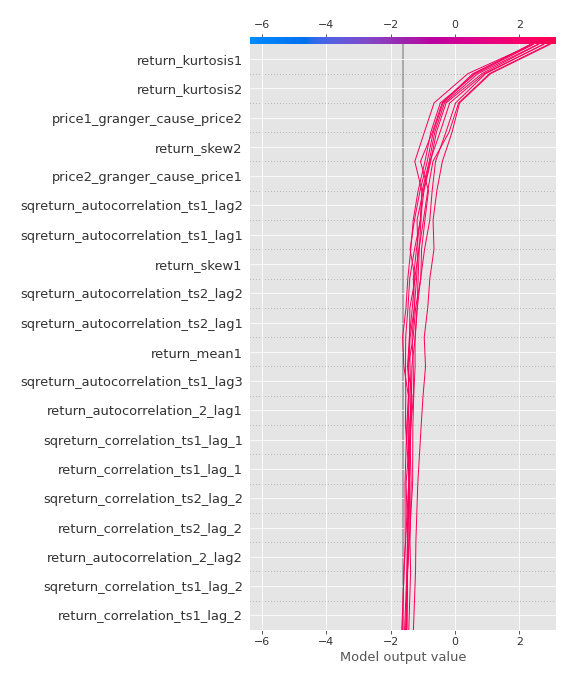 −6 −4 −2 0 2
return_kurtosis1
return_kurtosis2
price1_granger_cause_price2
return_skew2
price2_granger_cause_price1
sqreturn_autocorrelation_ts1_lag2
sqreturn_autocorrelation_ts1_lag1
return_skew1
sqreturn_autocorrelation_ts2_lag2
sqreturn_autocorrelation_ts2_lag1
return_mean1
sqreturn_autocorrelation_ts1_lag3
return_autocorrelation_2_lag1
sqreturn_correlation_ts1_lag_1
return_correlation_ts1_lag_1
sqreturn_correlation_ts2_lag_2
return_correlation_ts2_lag_2
return_autocorrelation_2_lag2
sqreturn_correlation_ts1_lag_2
return_correlation_ts1_lag_2
−6 −4 −2 0 2
Model output value